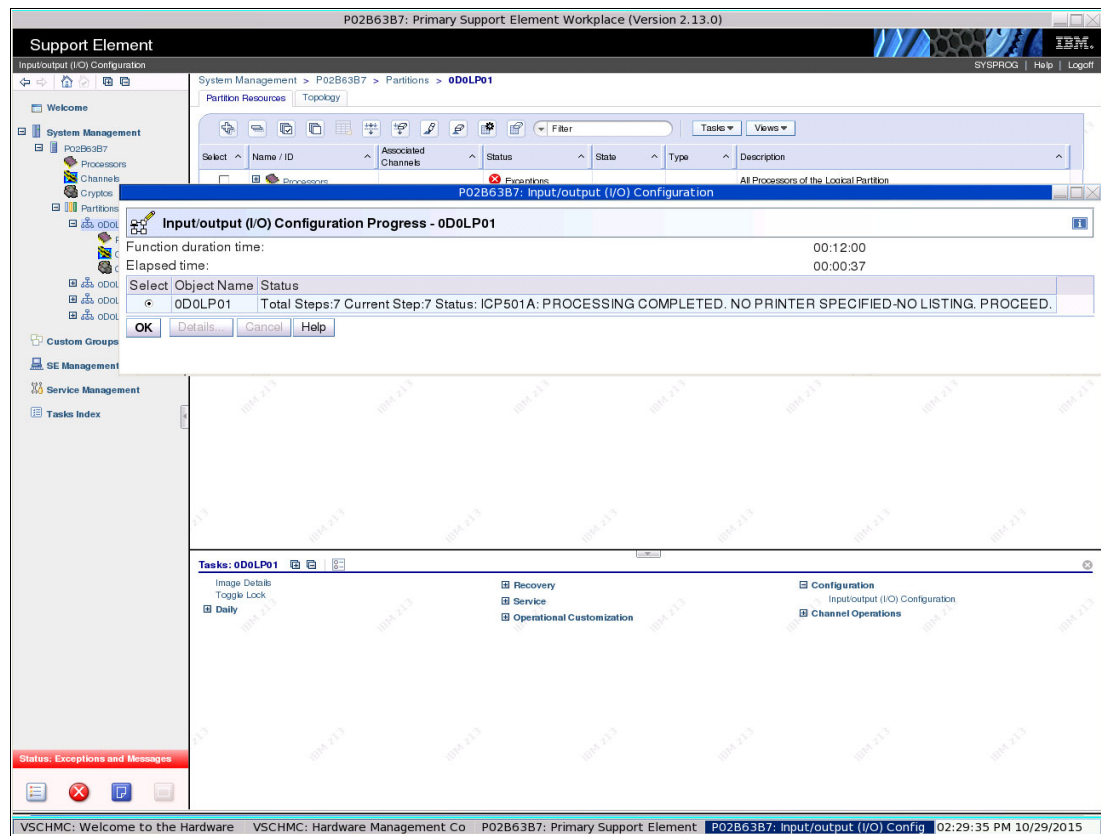 P02B63B7: Primary Support Element Workplace (Version 2.13.0)
Support Element
IBM.
Input/output (I/O) Configuration
SYSPROG | Help | Logoff
System Management > P02B63B7 > Partitions > 0D0LP01
Partition Resources Topology
Welcome
System Management
P02B63B7
Processors
Channels
Cryptos
Partitions
Filter
Tasks Views
Select Name / ID Associated Channels Status State Type Description
Processors Exceptions All Processors of the Logical Partition
P02B63B7: Input/output (I/O) Configuration
Input/output (I/O) Configuration Progress - 0D0LP01
Function duration time: 00:12:00
Elapsed time: 00:00:37
Select Object Name Status
0D0LP01 Total Steps:7 Current Step:7 Status: ICP501A: PROCESSING COMPLETED. NO PRINTER SPECIFIED-NO LISTING. PROCEED.
OK Details... Cancel Help
Custom Groups
SE Management
Service Management
Tasks Index
IBM z13
Tasks: 0D0LP01
Image Details
Toggle Lock
Daily
Recovery
Service
Operational Customization
Configuration
Input/output (I/O) Configuration
Channel Operations
Status: Exceptions and Messages
VSCHMC: Welcome to the Hardware VSCHMC: Hardware Management Co P02B63B7: Primary Support Element P02B63B7: Input/output (I/O) Config 02:29:35 PM 10/29/2015